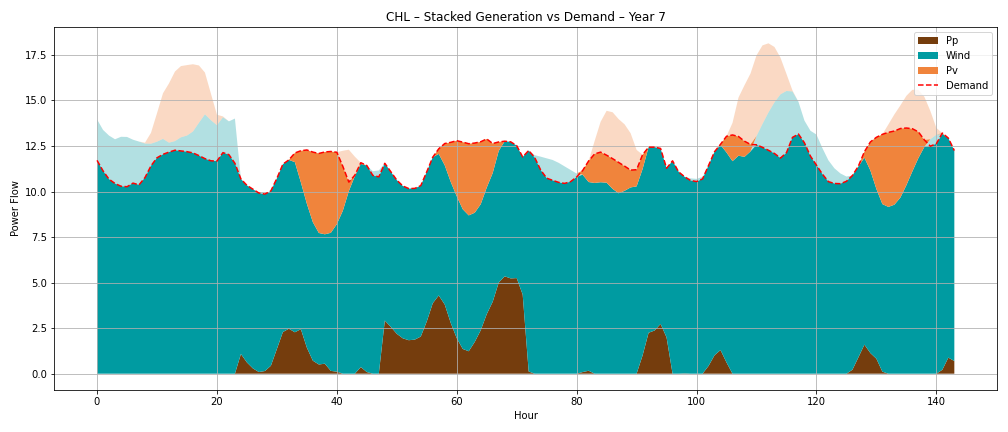 CHL – Stacked Generation vs Demand – Year 7
Pp
Wind
Pv
Demand
Power Flow
17.5
15.0
12.5
10.0
7.5
5.0
2.5
0.0
0 20 40 60 80 100 120 140
Hour